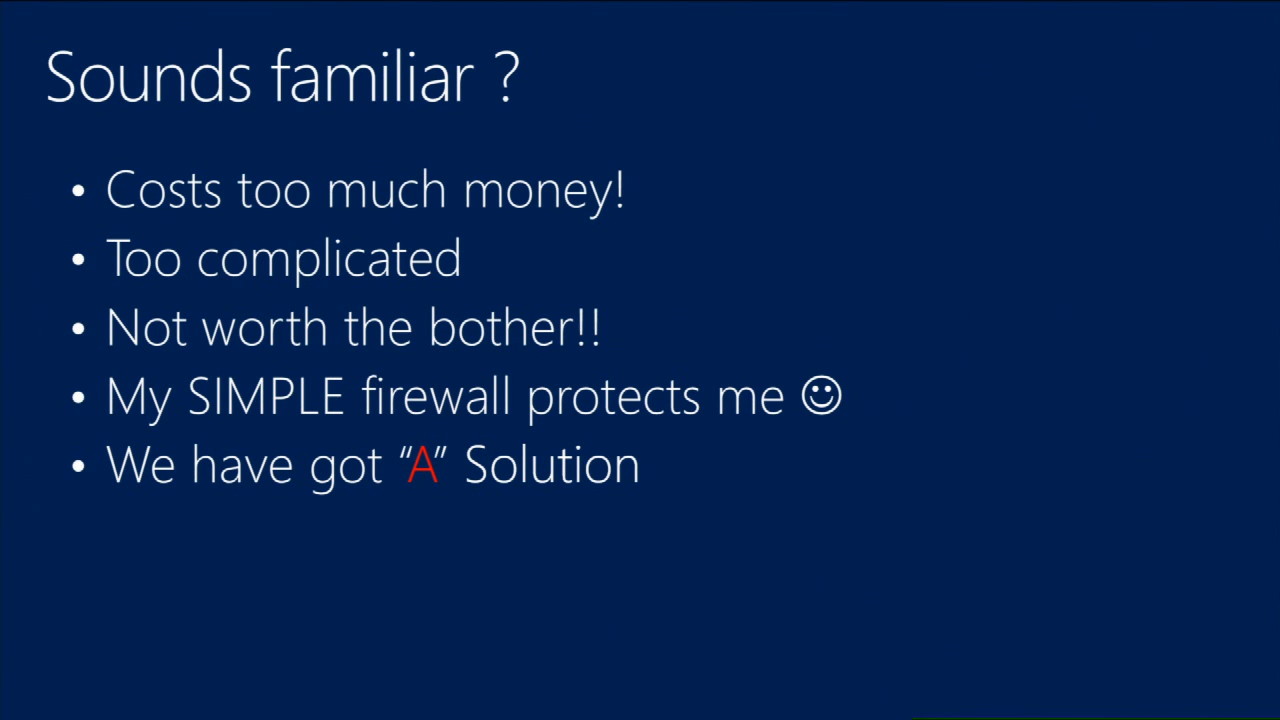 Sounds familiar ?
• Costs too much money!
• Too complicated
• Not worth the bother!!
• My SIMPLE firewall protects me ☺
• We have got “A” Solution